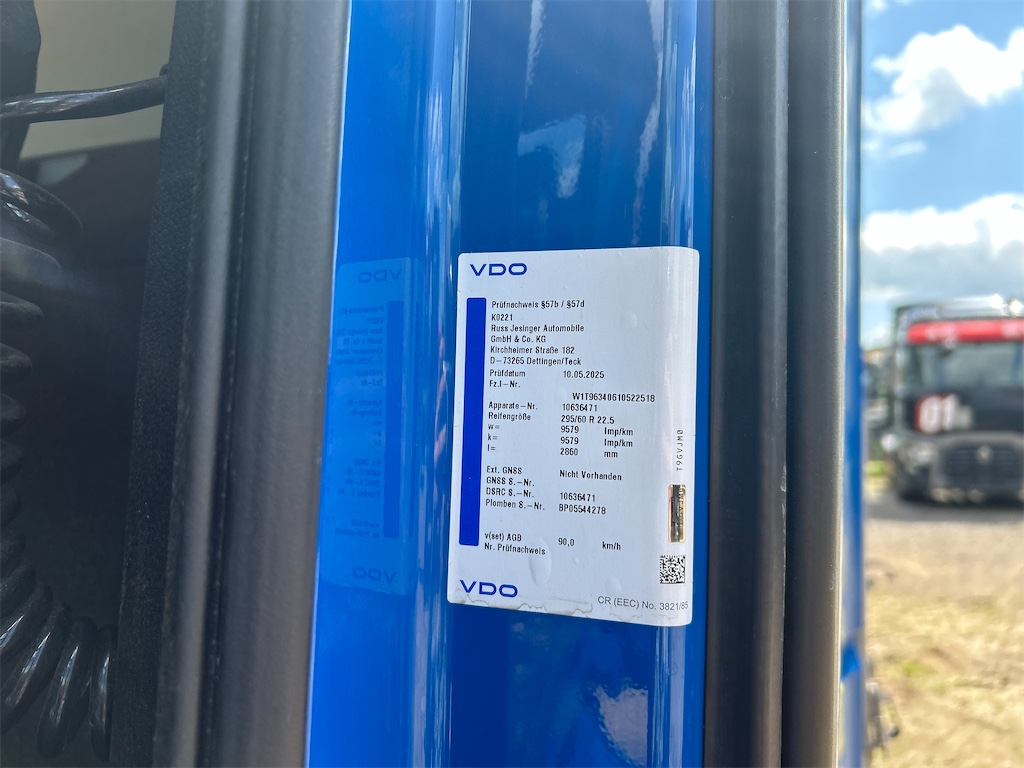 VDO
Prüfnachweis §57b / §57d
K0221
Russ Jesinger Automobile
GmbH & Co. KG
Kirchheimer Straße 182
D-73265 Dettingen/Teck
Prüfdatum 10.05.2025
Fz.I-Nr.
W1T96340610522518
Apparate-Nr. 10636471
Reifengröße 295/60 R 22.5
w= 9579 Imp/km
k= 9579 Imp/km
l= 2860 mm
Ext. GNSS Nicht Vorhanden
GNSS S.-Nr.
DSRC S.-Nr. 10636471
Plomben S.-Nr. BP05544278
v(set) AGB 90,0 km/h
Nr. Prüfnachweis
VDO
CR (EEC) No. 3821/85
T9GVJM0
01